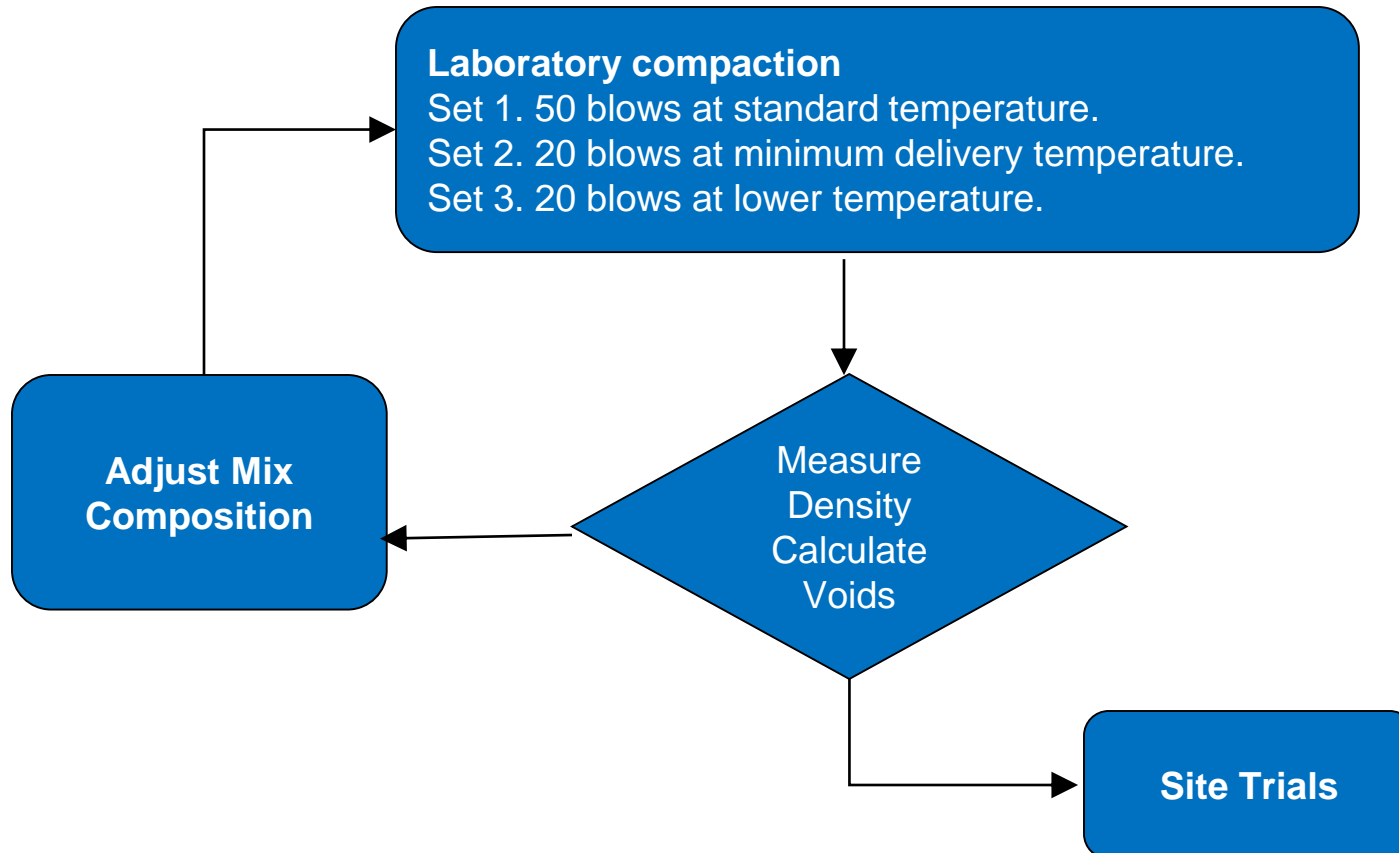 Laboratory compaction
Set 1. 50 blows at standard temperature.
Set 2. 20 blows at minimum delivery temperature.
Set 3. 20 blows at lower temperature.
Adjust Mix
Composition
Measure
Density
Calculate
Voids
Site Trials